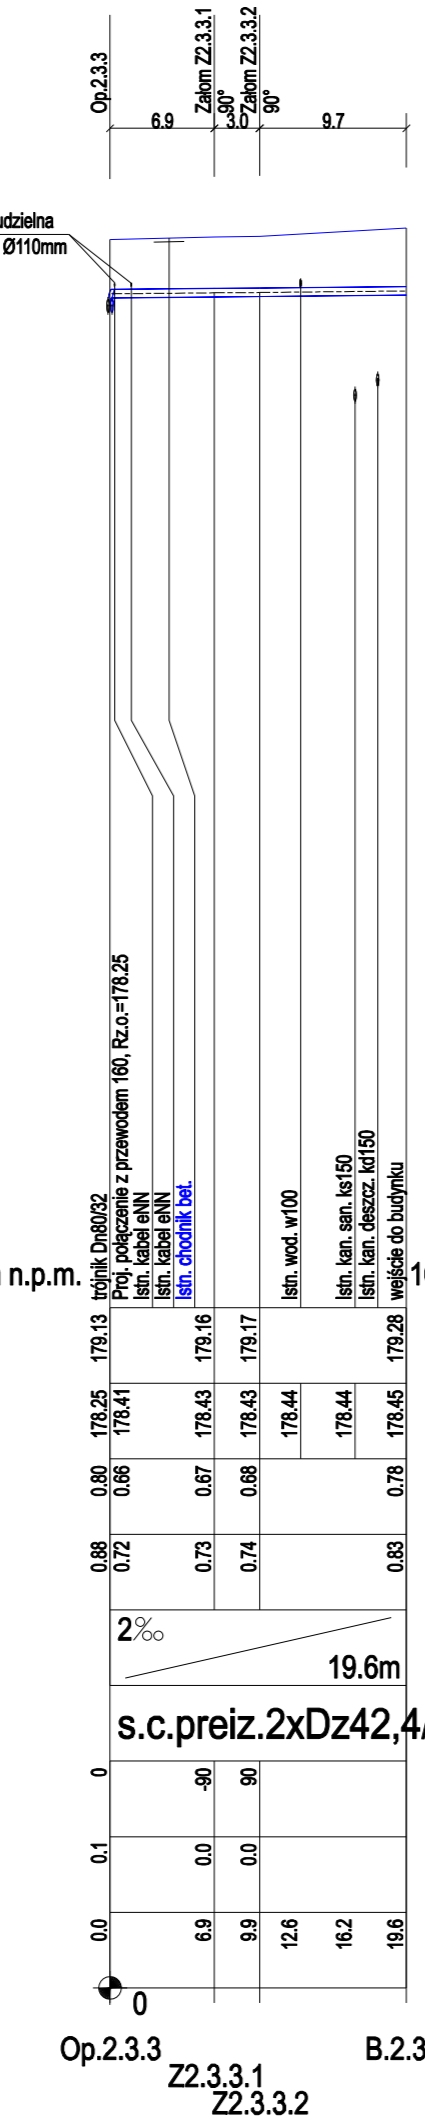 Op.2.3.3
Załom Z2.3.3.1
90°
Załom Z2.3.3.2
90°
6.9
3.0
9.7
udzielna
Ø110mm
trójnik Dn80/32
Proj. połączenie z przewodem 160, Rz.o.=178.25
Istn. kabel eNN
Istn. kabel eNN
Istn. chodnik bet.
Istn. wod. w100
Istn. kan. san. ks150
Istn. kan. deszcz. kd150
wejście do budynku
n.p.m.
179.13 179.16 179.17 179.28
178.25 178.41 178.43 178.43 178.44 178.44 178.45
0.80 0.66 0.67 0.68 0.78
0.88 0.72 0.73 0.74 0.83
2‰
19.6m
s.c.preiz.2xDz42,4/
0 -90 90
0.1 0.0 0.0
0.0 6.9 9.9 12.6 16.2 19.6
0
Op.2.3.3
B.2.3
Z2.3.3.1
Z2.3.3.2